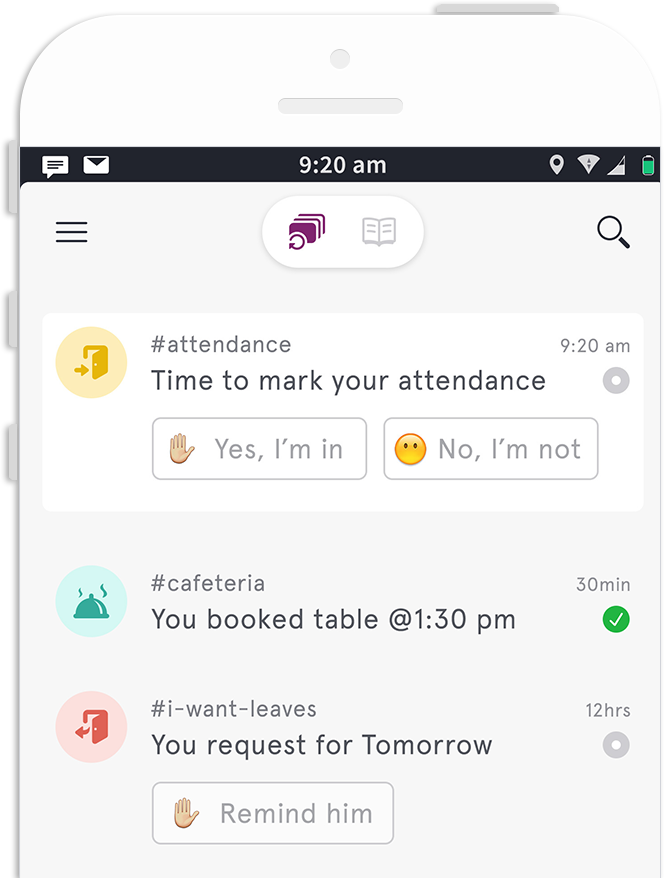 9:20 am
#attendance
9:20 am
Time to mark your attendance
Yes, I’m in
No, I’m not
#cafeteria
30min
You booked table @1:30 pm
#i-want-leaves
12hrs
You request for Tomorrow
Remind him